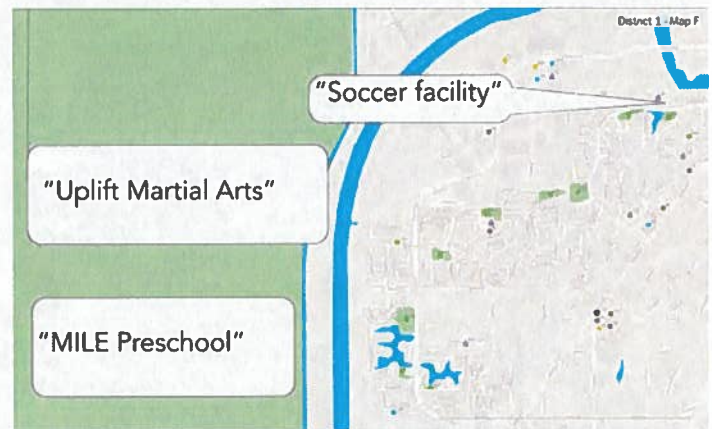 District 1 - Map F
"Soccer facility"
"Uplift Martial Arts"
"MILE Preschool"